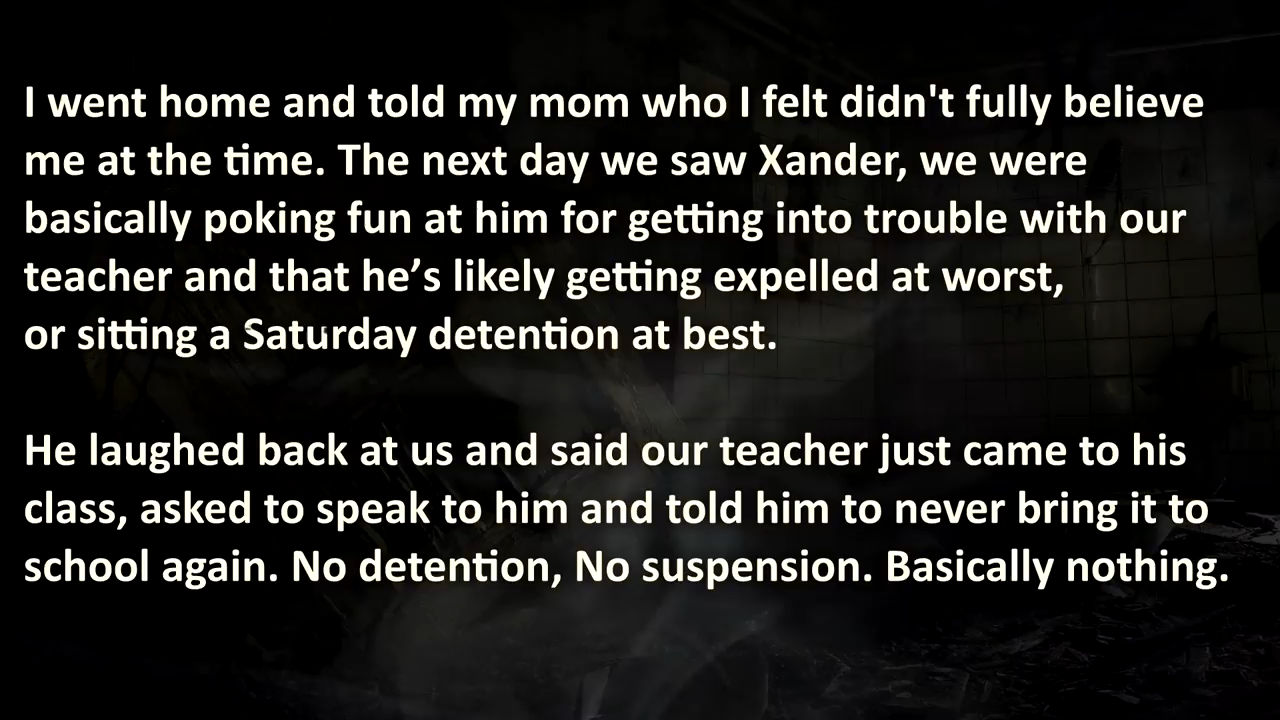 I went home and told my mom who I felt didn't fully believe
me at the time. The next day we saw Xander, we were
basically poking fun at him for getting into trouble with our
teacher and that he’s likely getting expelled at worst,
or sitting a Saturday detention at best.
He laughed back at us and said our teacher just came to his
class, asked to speak to him and told him to never bring it to
school again. No detention, No suspension. Basically nothing.